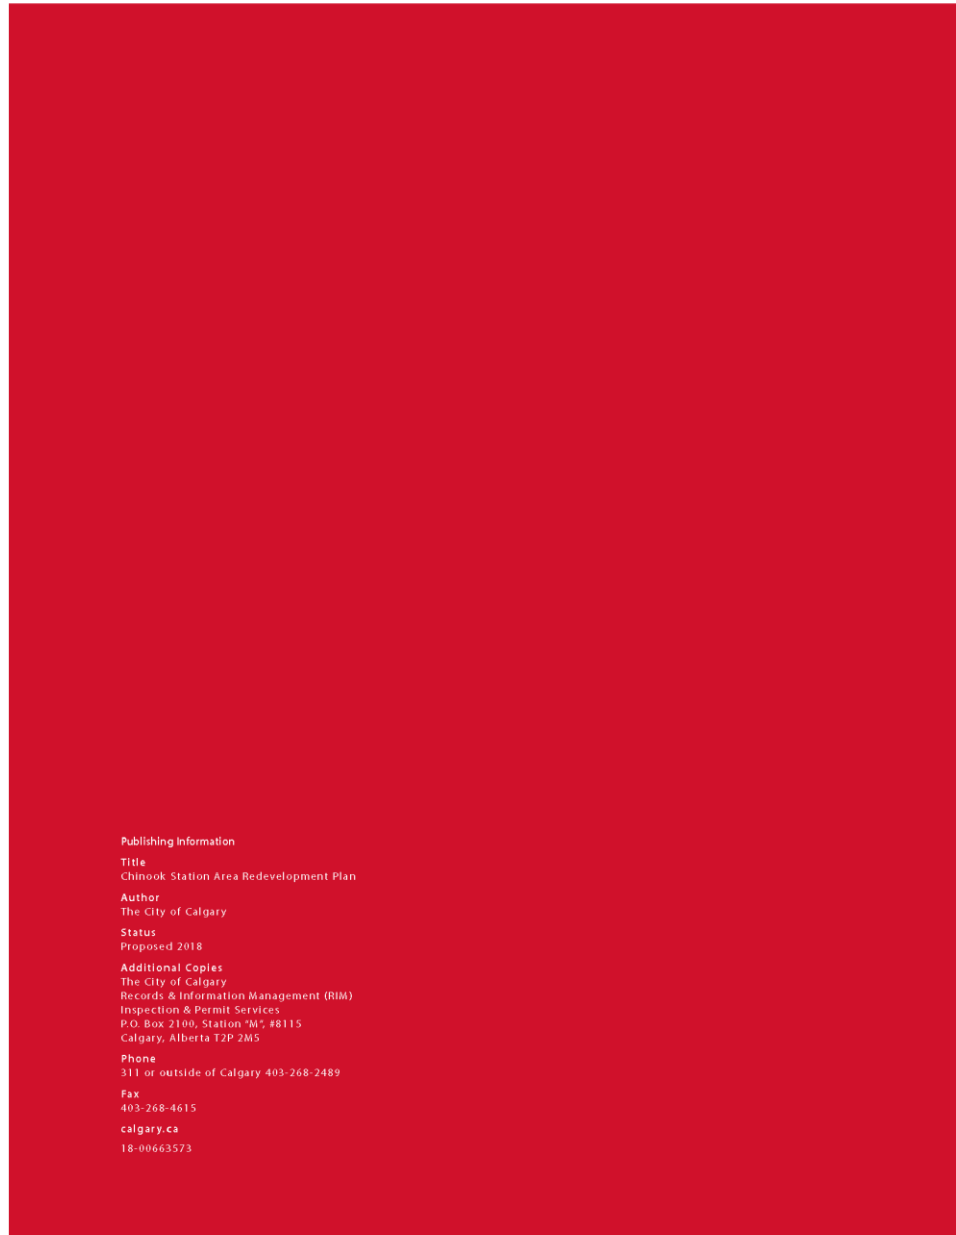 Publishing Information
Title
Chinook Station Area Redevelopment Plan
Author
The City of Calgary
Status
Proposed 2018
Additional Copies
The City of Calgary
Records & Information Management (RIM)
Inspection & Permit Services
P.O. Box 2100, Station "M", #8115
Calgary, Alberta T2P 2M5
Phone
311 or outside of Calgary 403-268-2489
Fax
403-268-4615
calgary.ca
18-00663573